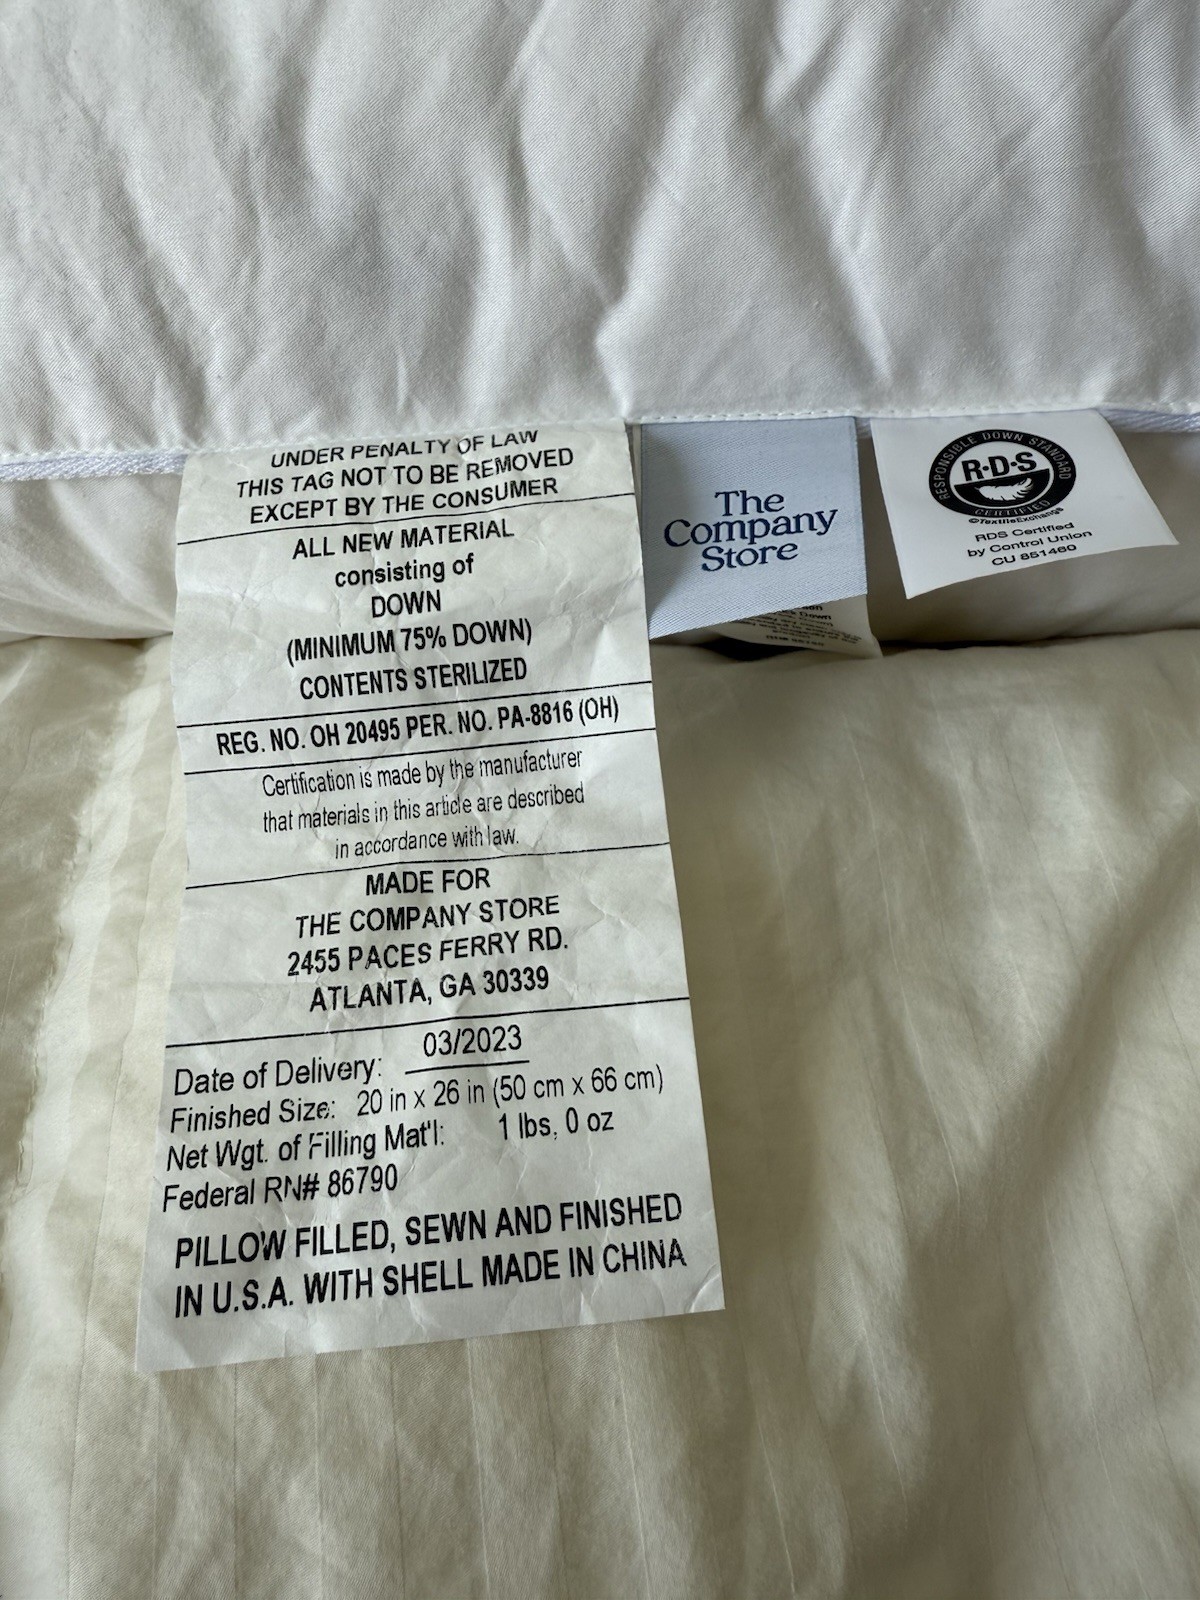 UNDER PENALTY OF LAW
THIS TAG NOT TO BE REMOVED
EXCEPT BY THE CONSUMER
ALL NEW MATERIAL
consisting of
DOWN
(MINIMUM 75% DOWN)
CONTENTS STERILIZED
REG. NO. OH 20495 PER. NO. PA-8816 (OH)
Certification is made by the manufacturer
that materials in this article are described
in accordance with law.
MADE FOR
THE COMPANY STORE
2455 PACES FERRY RD.
ATLANTA, GA 30339
Date of Delivery: 03/2023
Finished Size: 20 in x 26 in (50 cm x 66 cm)
Net Wgt. of Filling Mat'l: 1 lbs, 0 oz
Federal RN# 86790
PILLOW FILLED, SEWN AND FINISHED
IN U.S.A. WITH SHELL MADE IN CHINA
The
Company
Store
RESPONSIBLE DOWN STANDARD
R·D·S
CERTIFIED
©TextileExchange
RDS Certified
by Control Union
CU 851460
Down